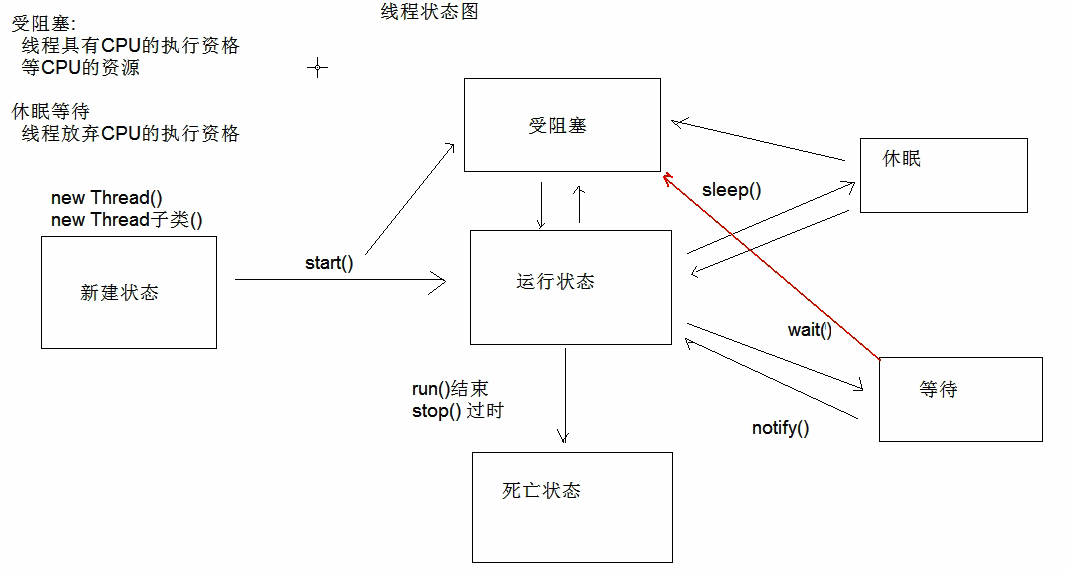 线程状态图
受阻塞:
线程具有CPU的执行资格
等CPU的资源
休眠等待
线程放弃CPU的执行资格
受阻塞
休眠
sleep()
new Thread()
new Thread子类()
新建状态
start()
运行状态
wait()
等待
notify()
run()结束
stop() 过时
死亡状态